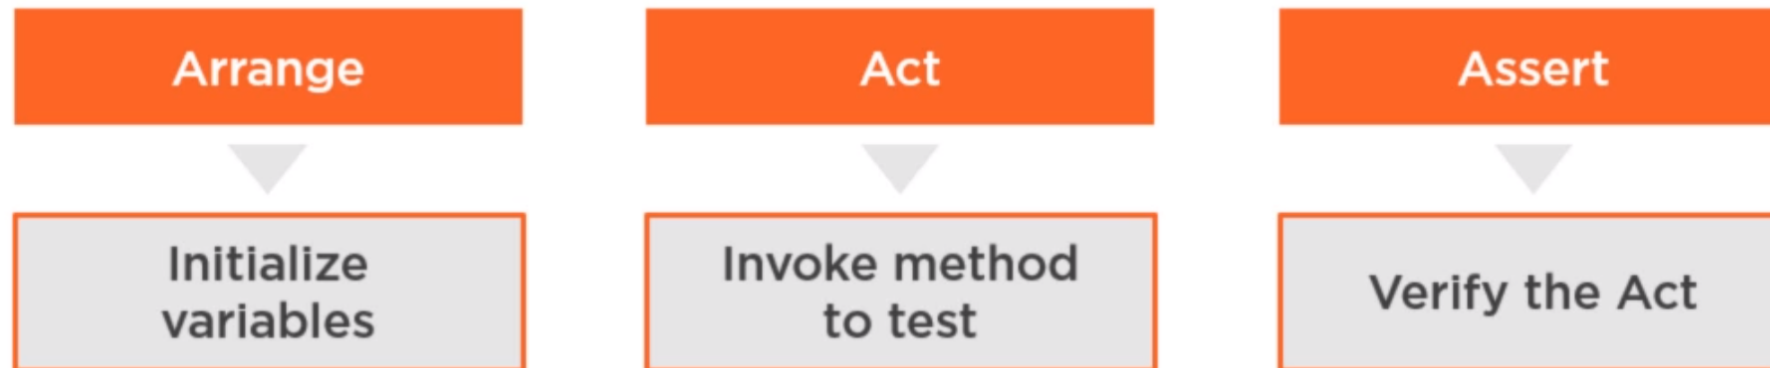 Arrange
Act
Assert
Initialize
variables
Invoke method
to test
Verify the Act